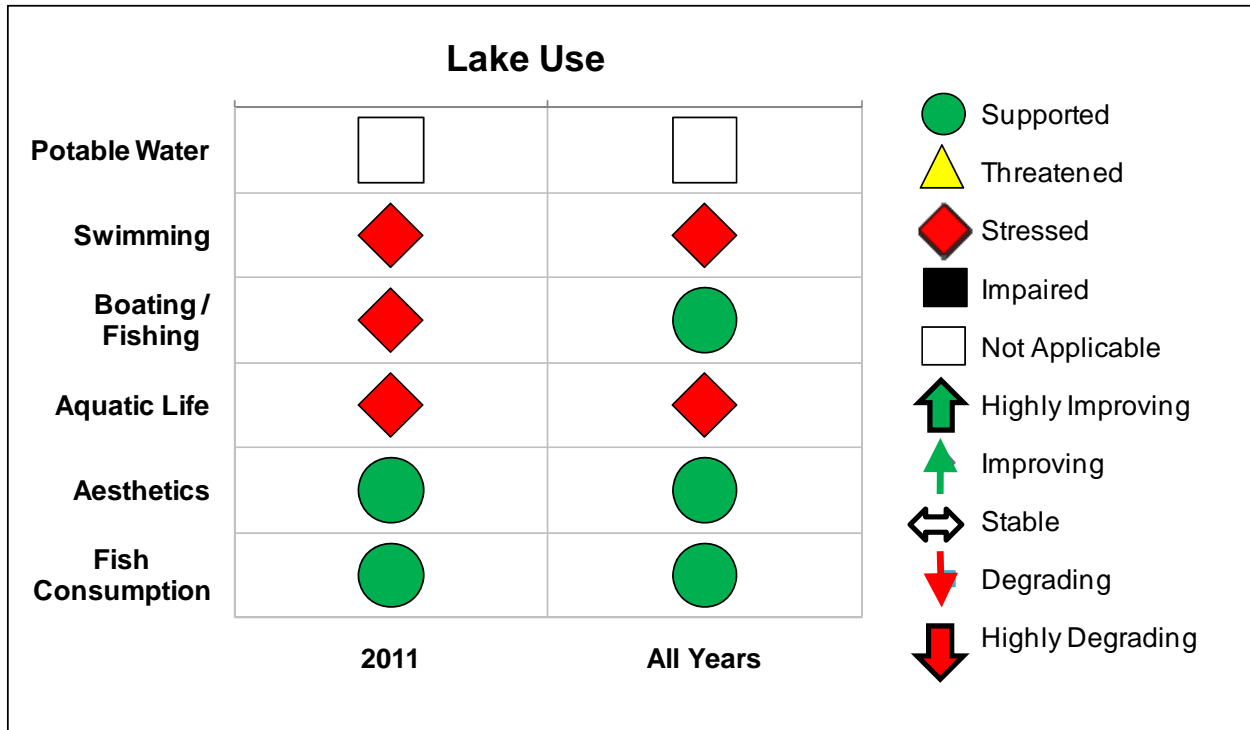 Lake Use
Potable Water
Swimming
Boating /
Fishing
Aquatic Life
Aesthetics
Fish
Consumption
2011
All Years
Supported
Threatened
Stressed
Impaired
Not Applicable
Highly Improving
Improving
Stable
Degrading
Highly Degrading